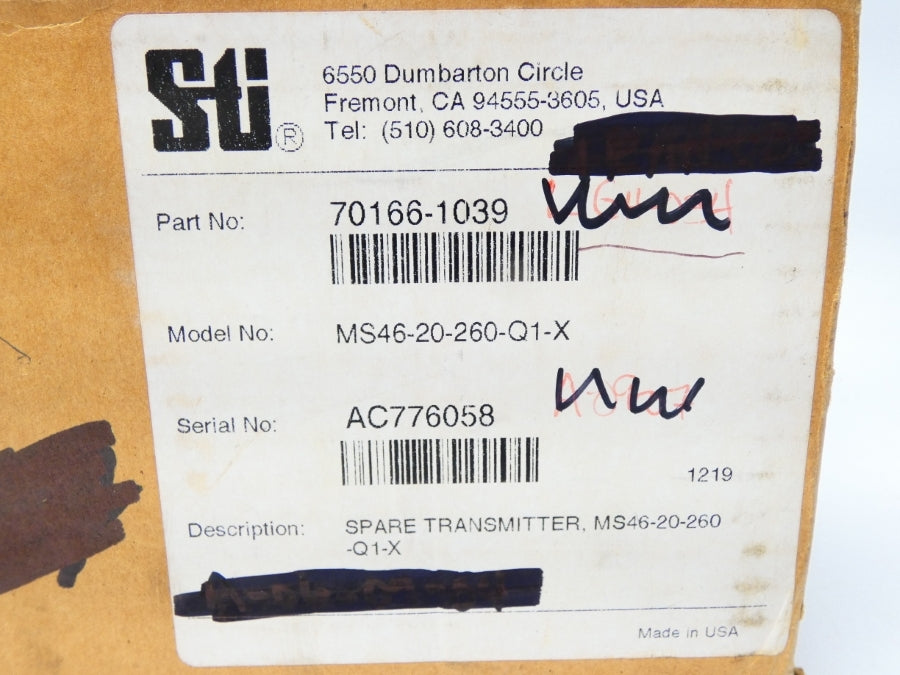 Sti ®
6550 Dumbarton Circle
Fremont, CA 94555-3605, USA
Tel: (510) 608-3400
Part No: 70166-1039
Model No: MS46-20-260-Q1-X
Serial No: AC776058
1219
Description: SPARE TRANSMITTER, MS46-20-260
-Q1-X
Made in USA